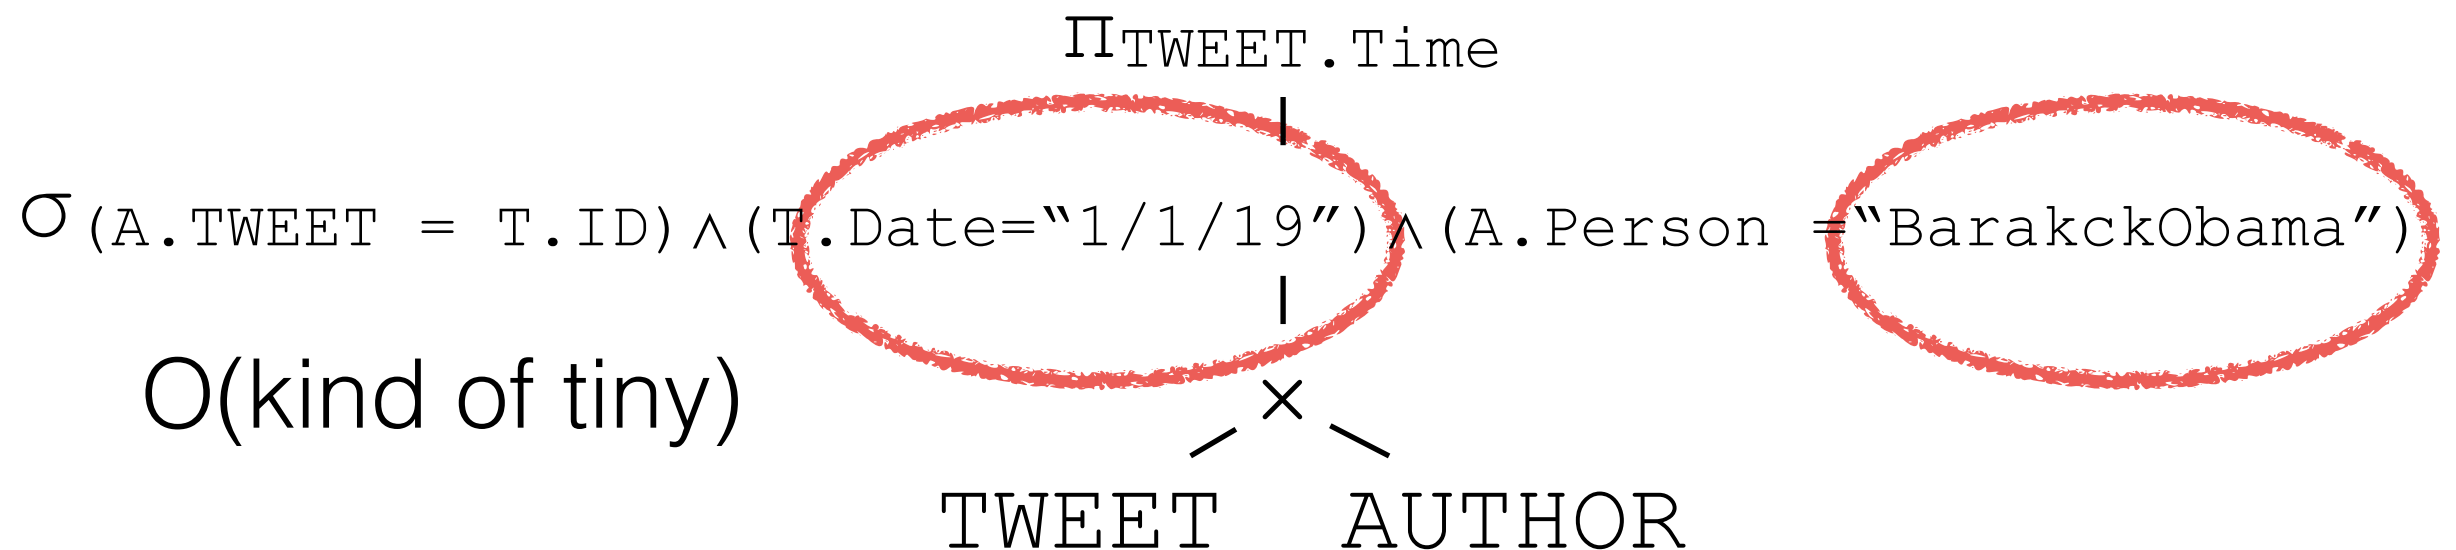 ΠTWEET.Time
σ(A.TWEET = T.ID)∧(T.Date=“1/1/19”)∧(A.Person =“BarakckObama”)
O(kind of tiny)
×
TWEET AUTHOR